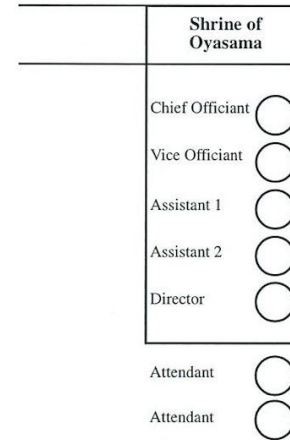 Shrine of
Oyasama
Chief Officiant
Vice Officiant
Assistant 1
Assistant 2
Director
Attendant
Attendant